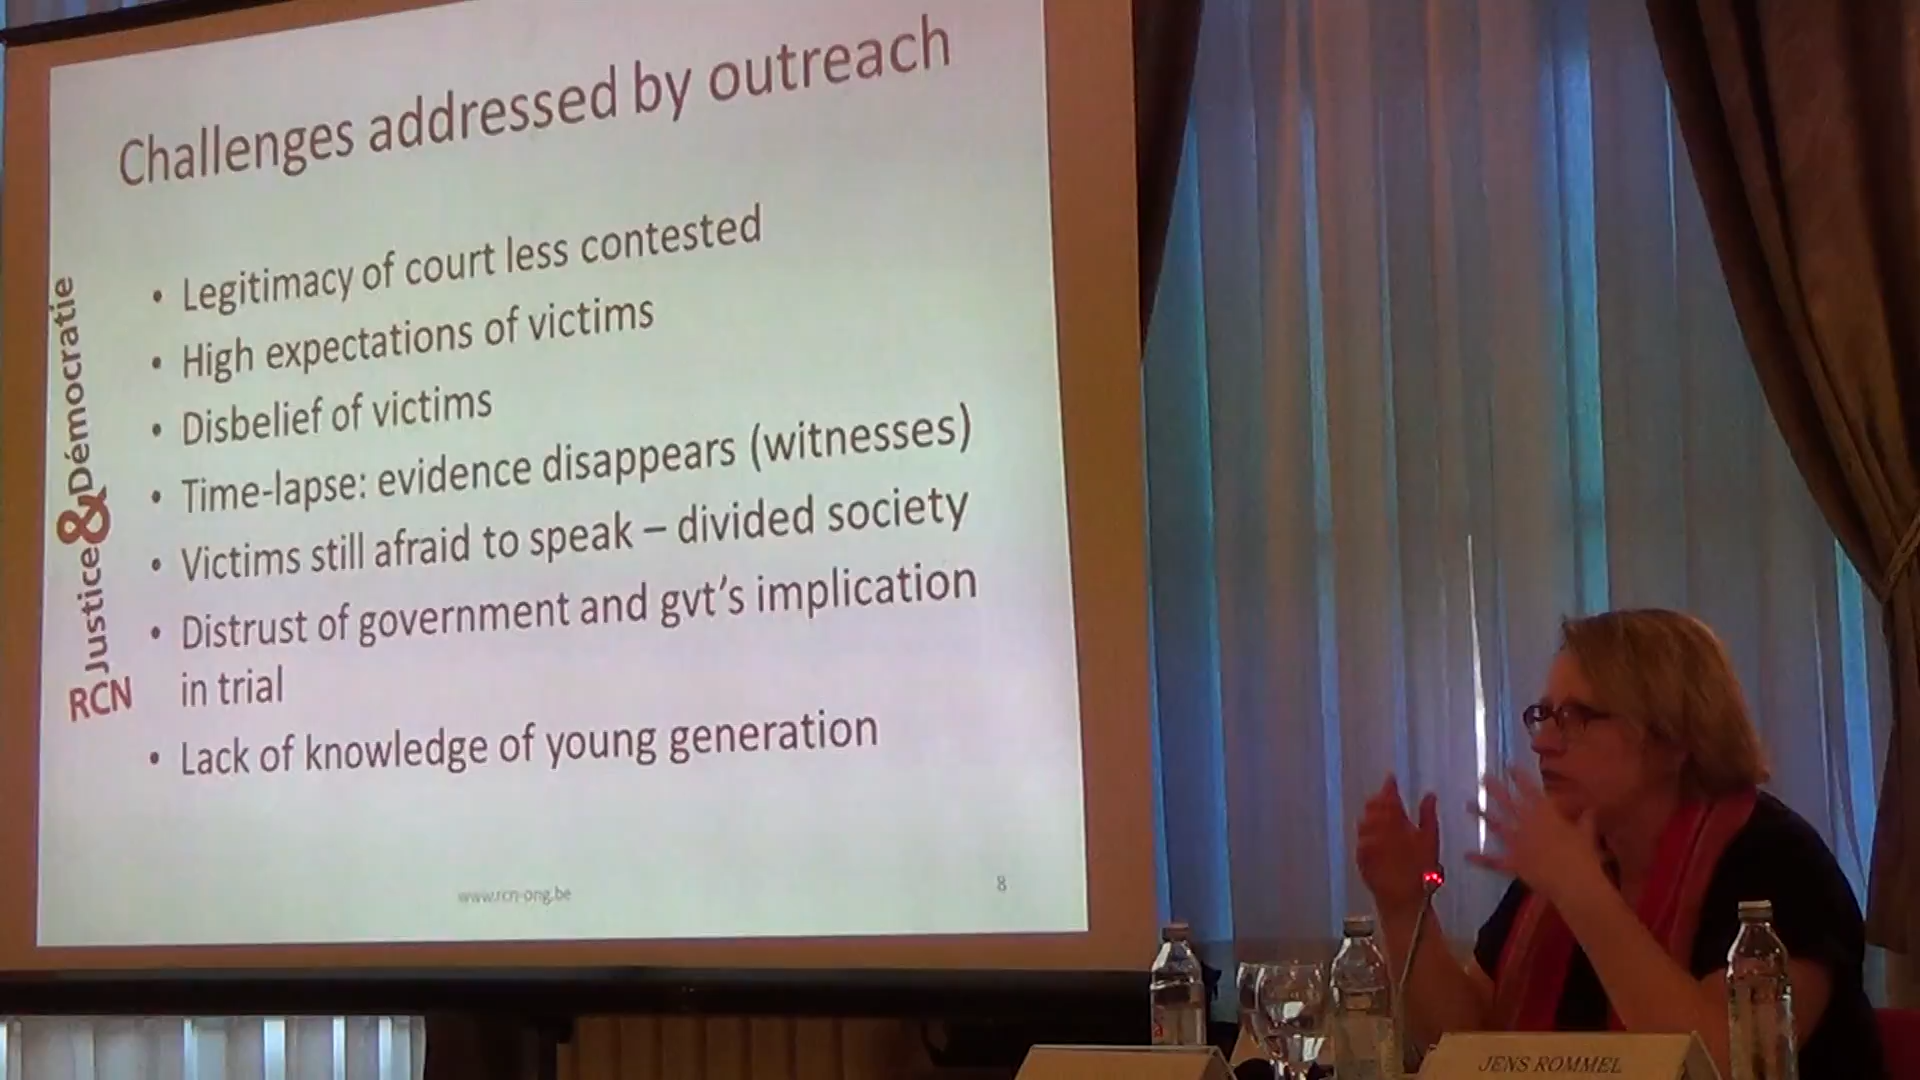 Challenges addressed by outreach
• Legitimacy of court less contested
• High expectations of victims
• Disbelief of victims
• Time-lapse: evidence disappears (witnesses)
• Victims still afraid to speak – divided society
• Distrust of government and gvt's implication
in trial
• Lack of knowledge of young generation
RCN Justice & Démocratie
www.rcn-ong.be
8
JENS ROMMEL